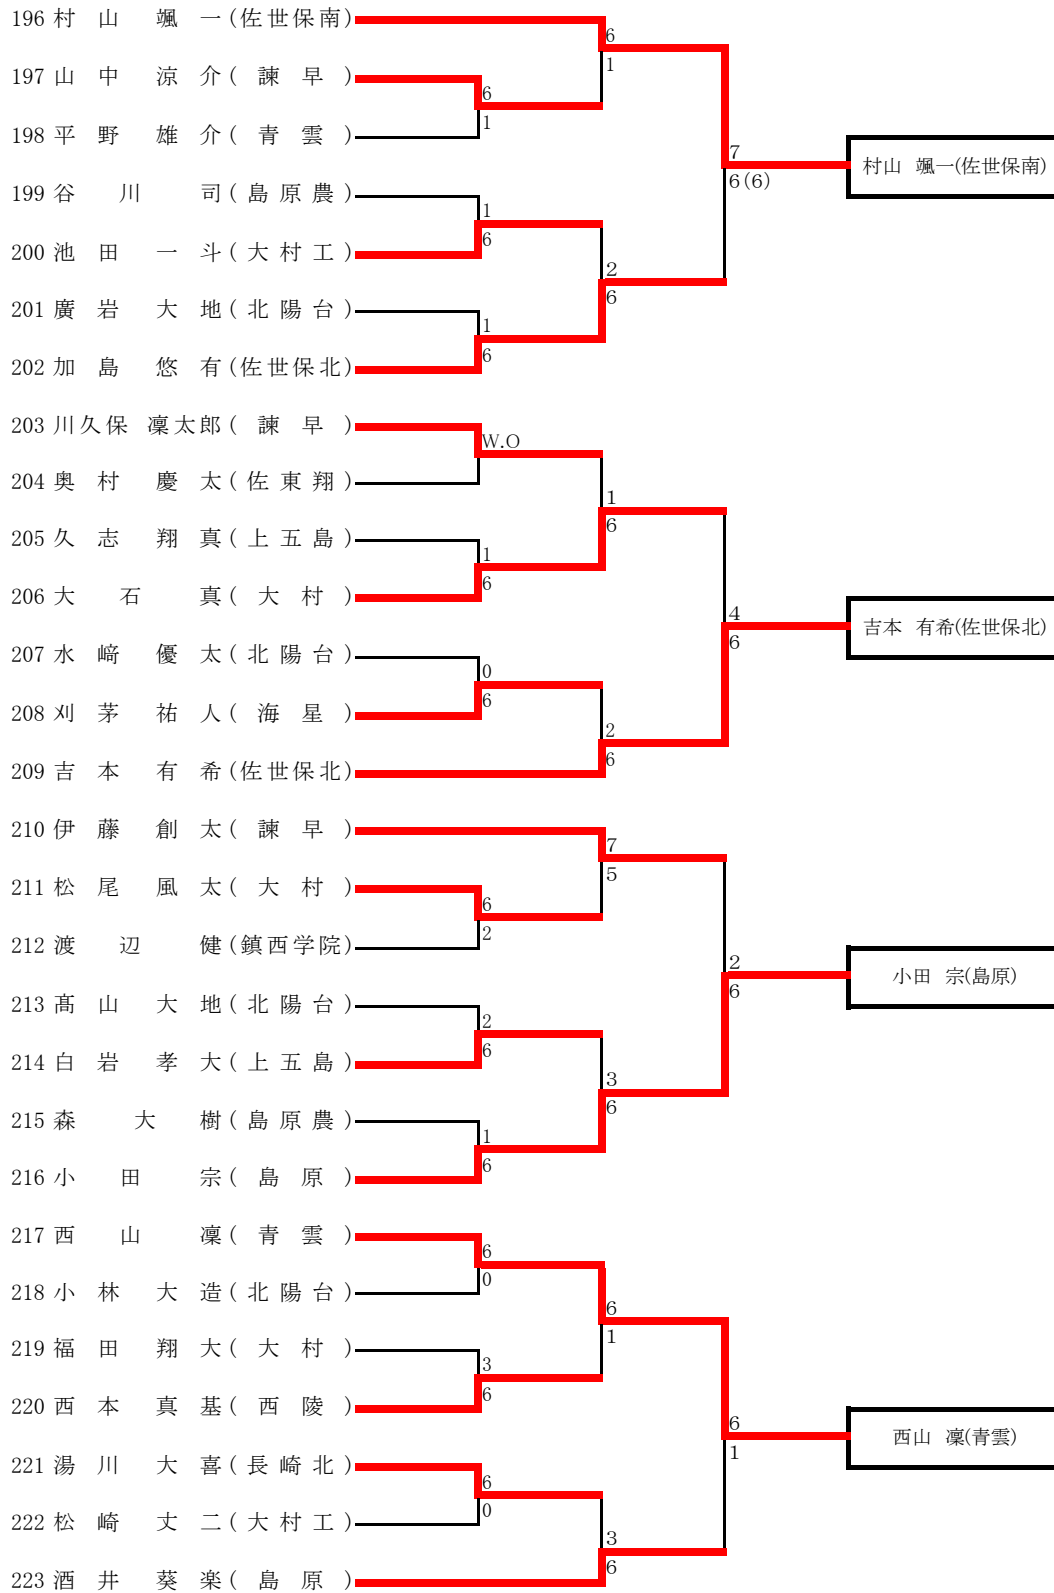 196 村山 颯一 (佐世保南)
6
197 山中 涼介 (諫早)
1
6
1
198 平野 雄介 (青雲)
7
村山 颯一(佐世保南)
6(6)
199 谷川 司 (島原農)
1
6
200 池田 一斗 (大村工)
2
6
201 廣岩 大地 (北陽台)
1
6
202 加島 悠有 (佐世保北)
203 川久保 凜太郎 (諫早)
W.O
204 奥村 慶太 (佐東翔)
1
6
205 久志 翔真 (上五島)
1
6
206 大石 真 (大村)
4
吉本 有希(佐世保北)
6
207 水﨑 優太 (北陽台)
0
6
208 刈茅 祐人 (海星)
2
6
209 吉本 有希 (佐世保北)
210 伊藤 創太 (諫早)
7
5
211 松尾 風太 (大村)
6
2
212 渡辺 健 (鎮西学院)
2
小田 宗(島原)
6
213 髙山 大地 (北陽台)
2
6
214 白岩 孝大 (上五島)
3
6
215 森 大樹 (島原農)
1
6
216 小田 宗 (島原)
217 西山 凜 (青雲)
6
0
218 小林 大造 (北陽台)
6
1
219 福田 翔大 (大村)
3
6
220 西本 真基 (西陵)
6
西山 凜(青雲)
1
221 湯川 大喜 (長崎北)
6
0
222 松崎 丈二 (大村工)
3
6
223 酒井 葵楽 (島原)